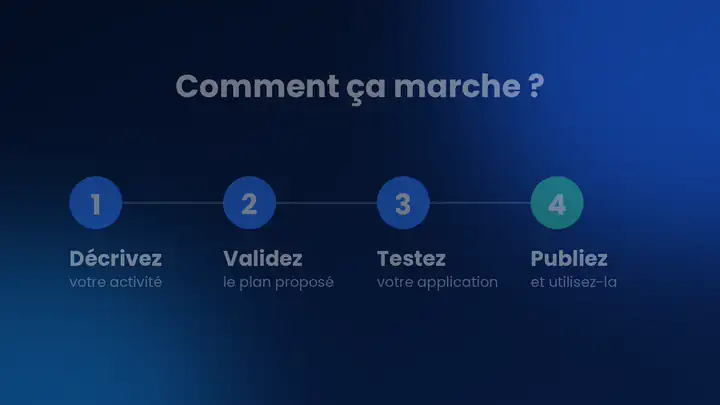 Comment ça marche ?
1
2
3
4
Décrivez
votre activité
Validez
le plan proposé
Testez
votre application
Publiez
et utilisez-la